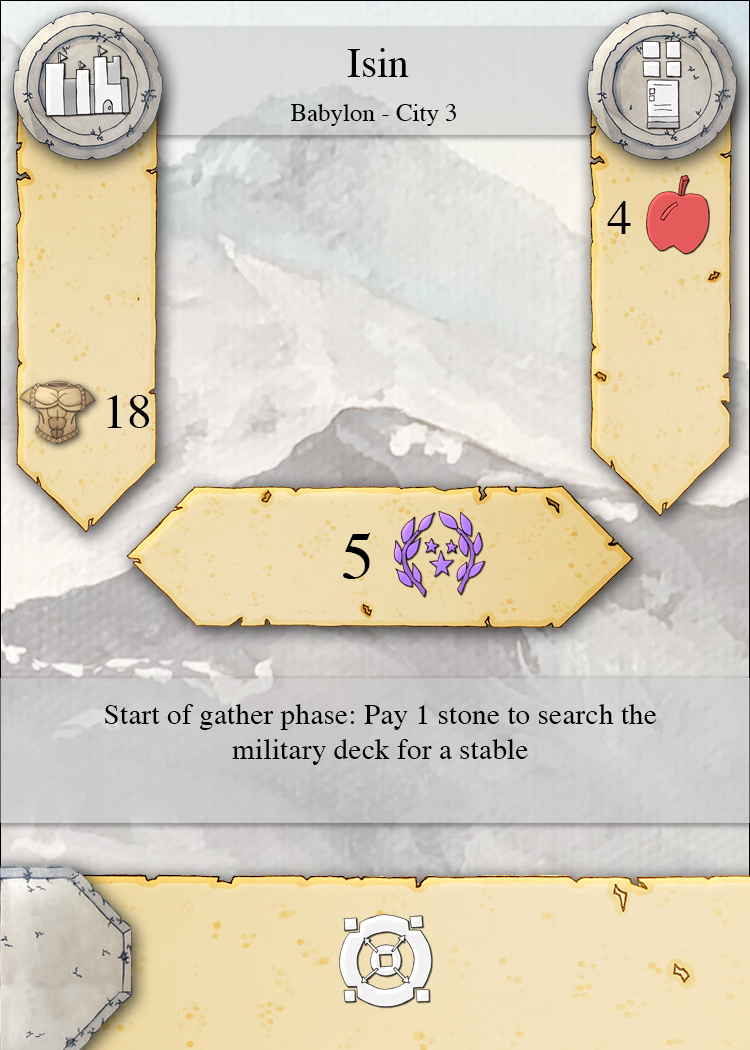 Isin
Babylon - City 3
4
18
5
Start of gather phase: Pay 1 stone to search the
military deck for a stable